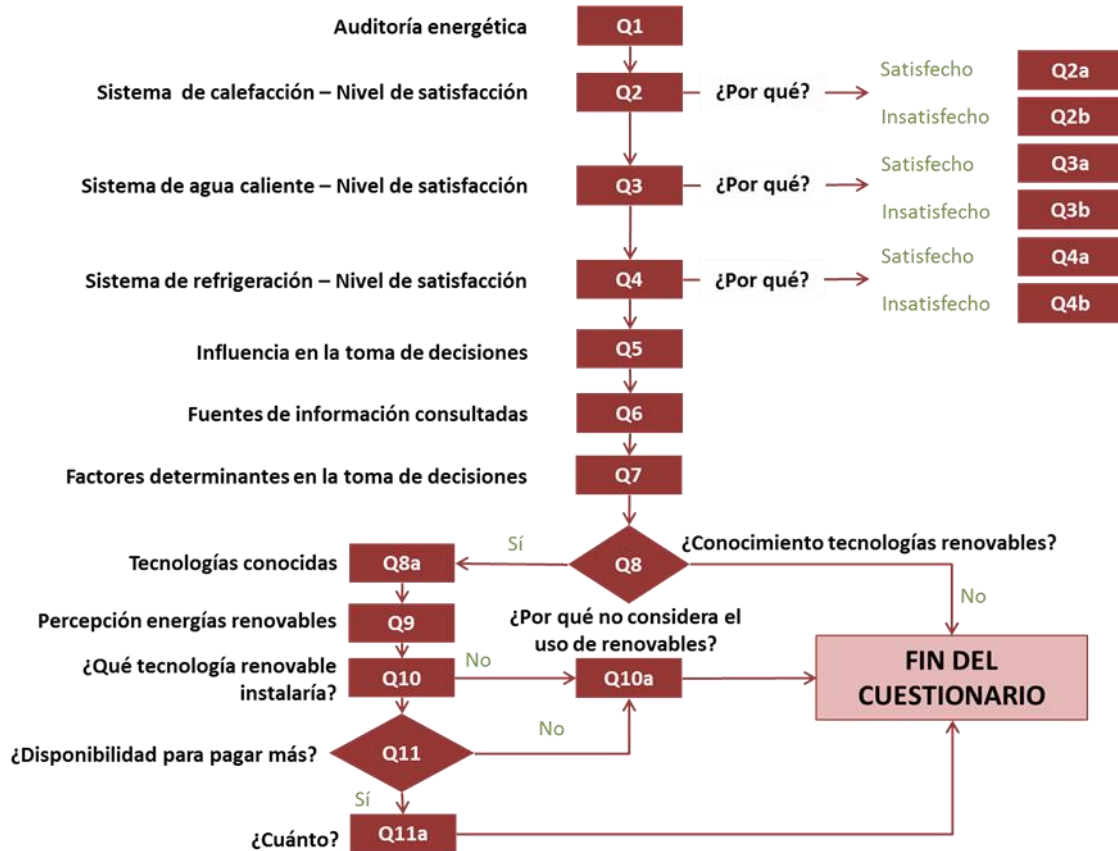 Auditoría energética
Q1
Sistema de calefacción – Nivel de satisfacción
Q2
¿Por qué?
Satisfecho
Q2a
Insatisfecho
Q2b
Sistema de agua caliente – Nivel de satisfacción
Q3
¿Por qué?
Satisfecho
Q3a
Insatisfecho
Q3b
Sistema de refrigeración – Nivel de satisfacción
Q4
¿Por qué?
Satisfecho
Q4a
Insatisfecho
Q4b
Influencia en la toma de decisiones
Q5
Fuentes de información consultadas
Q6
Factores determinantes en la toma de decisiones
Q7
Q8
¿Conocimiento tecnologías renovables?
Sí
No
Tecnologías conocidas
Q8a
Percepción energías renovables
Q9
¿Qué tecnología renovable
instalaría?
Q10
No
¿Por qué no considera el
uso de renovables?
Q10a
FIN DEL
CUESTIONARIO
¿Disponibilidad para pagar más?
Q11
No
Sí
¿Cuánto?
Q11a